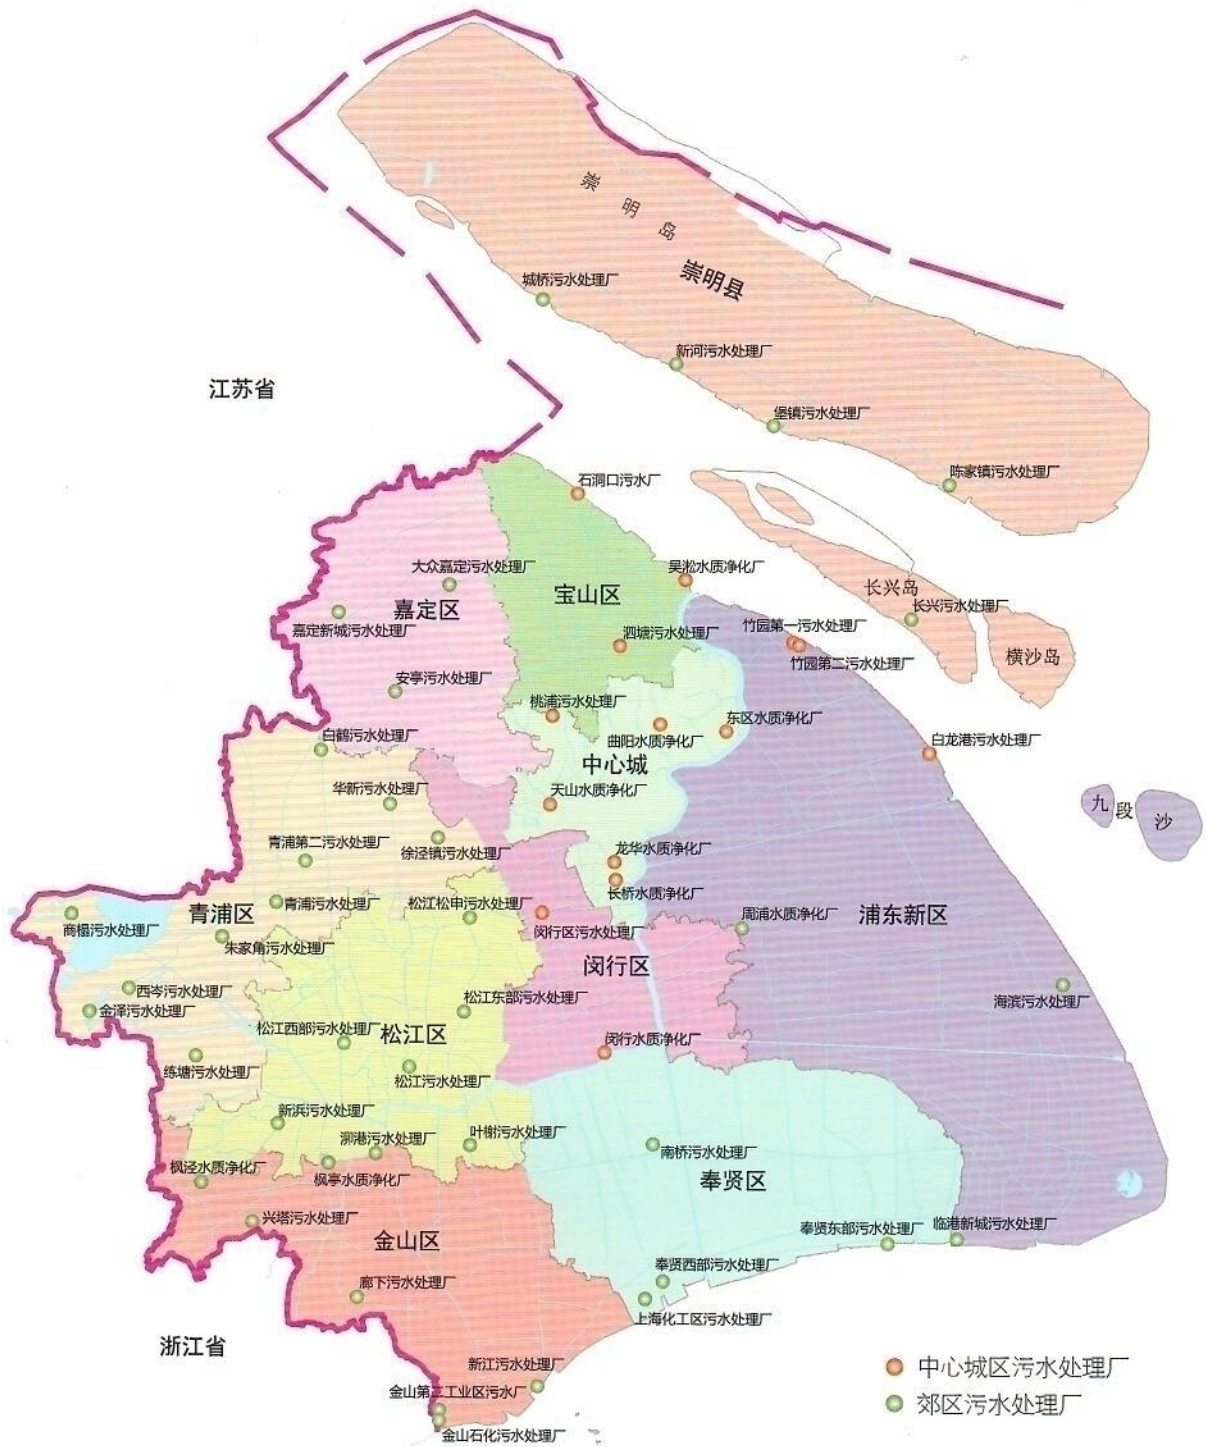 崇明岛
崇明县
城桥污水处理厂
新河污水处理厂
江苏省
堡镇污水处理厂
陈家镇污水处理厂
石洞口污水厂
大众嘉定污水处理厂
吴淞水质净化厂
宝山区
长兴岛
嘉定区
长兴污水处理厂
嘉定新城污水处理厂
竹园第一污水处理厂
泗塘污水处理厂
横沙岛
竹园第二污水处理厂
安亭污水处理厂
桃浦污水处理厂
东区水质净化厂
白鹤污水处理厂
曲阳水质净化厂
白龙港污水处理厂
中心城
华新污水处理厂
天山水质净化厂
九段沙
青浦第二污水处理厂
徐泾镇污水处理厂
龙华水质净化厂
长桥水质净化厂
青浦污水处理厂
松江松申污水处理厂
青浦区
周浦水质净化厂
浦东新区
商榻污水处理厂
闵行区污水处理厂
朱家角污水处理厂
闵行区
西岑污水处理厂
松江东部污水处理厂
海滨污水处理厂
金泽污水处理厂
松江西部污水处理厂
松江区
闵行水质净化厂
练塘污水处理厂
松江污水处理厂
新浜污水处理厂
泖港污水处理厂
叶榭污水处理厂
南桥污水处理厂
枫泾水质净化厂
枫亭水质净化厂
奉贤区
兴塔污水处理厂
奉贤东部污水处理厂
临港新城污水处理厂
金山区
奉贤西部污水处理厂
廊下污水处理厂
上海化工区污水处理厂
浙江省
新江污水处理厂
中心城区污水处理厂
金山第二工业区污水厂
郊区污水处理厂
金山石化污水处理厂